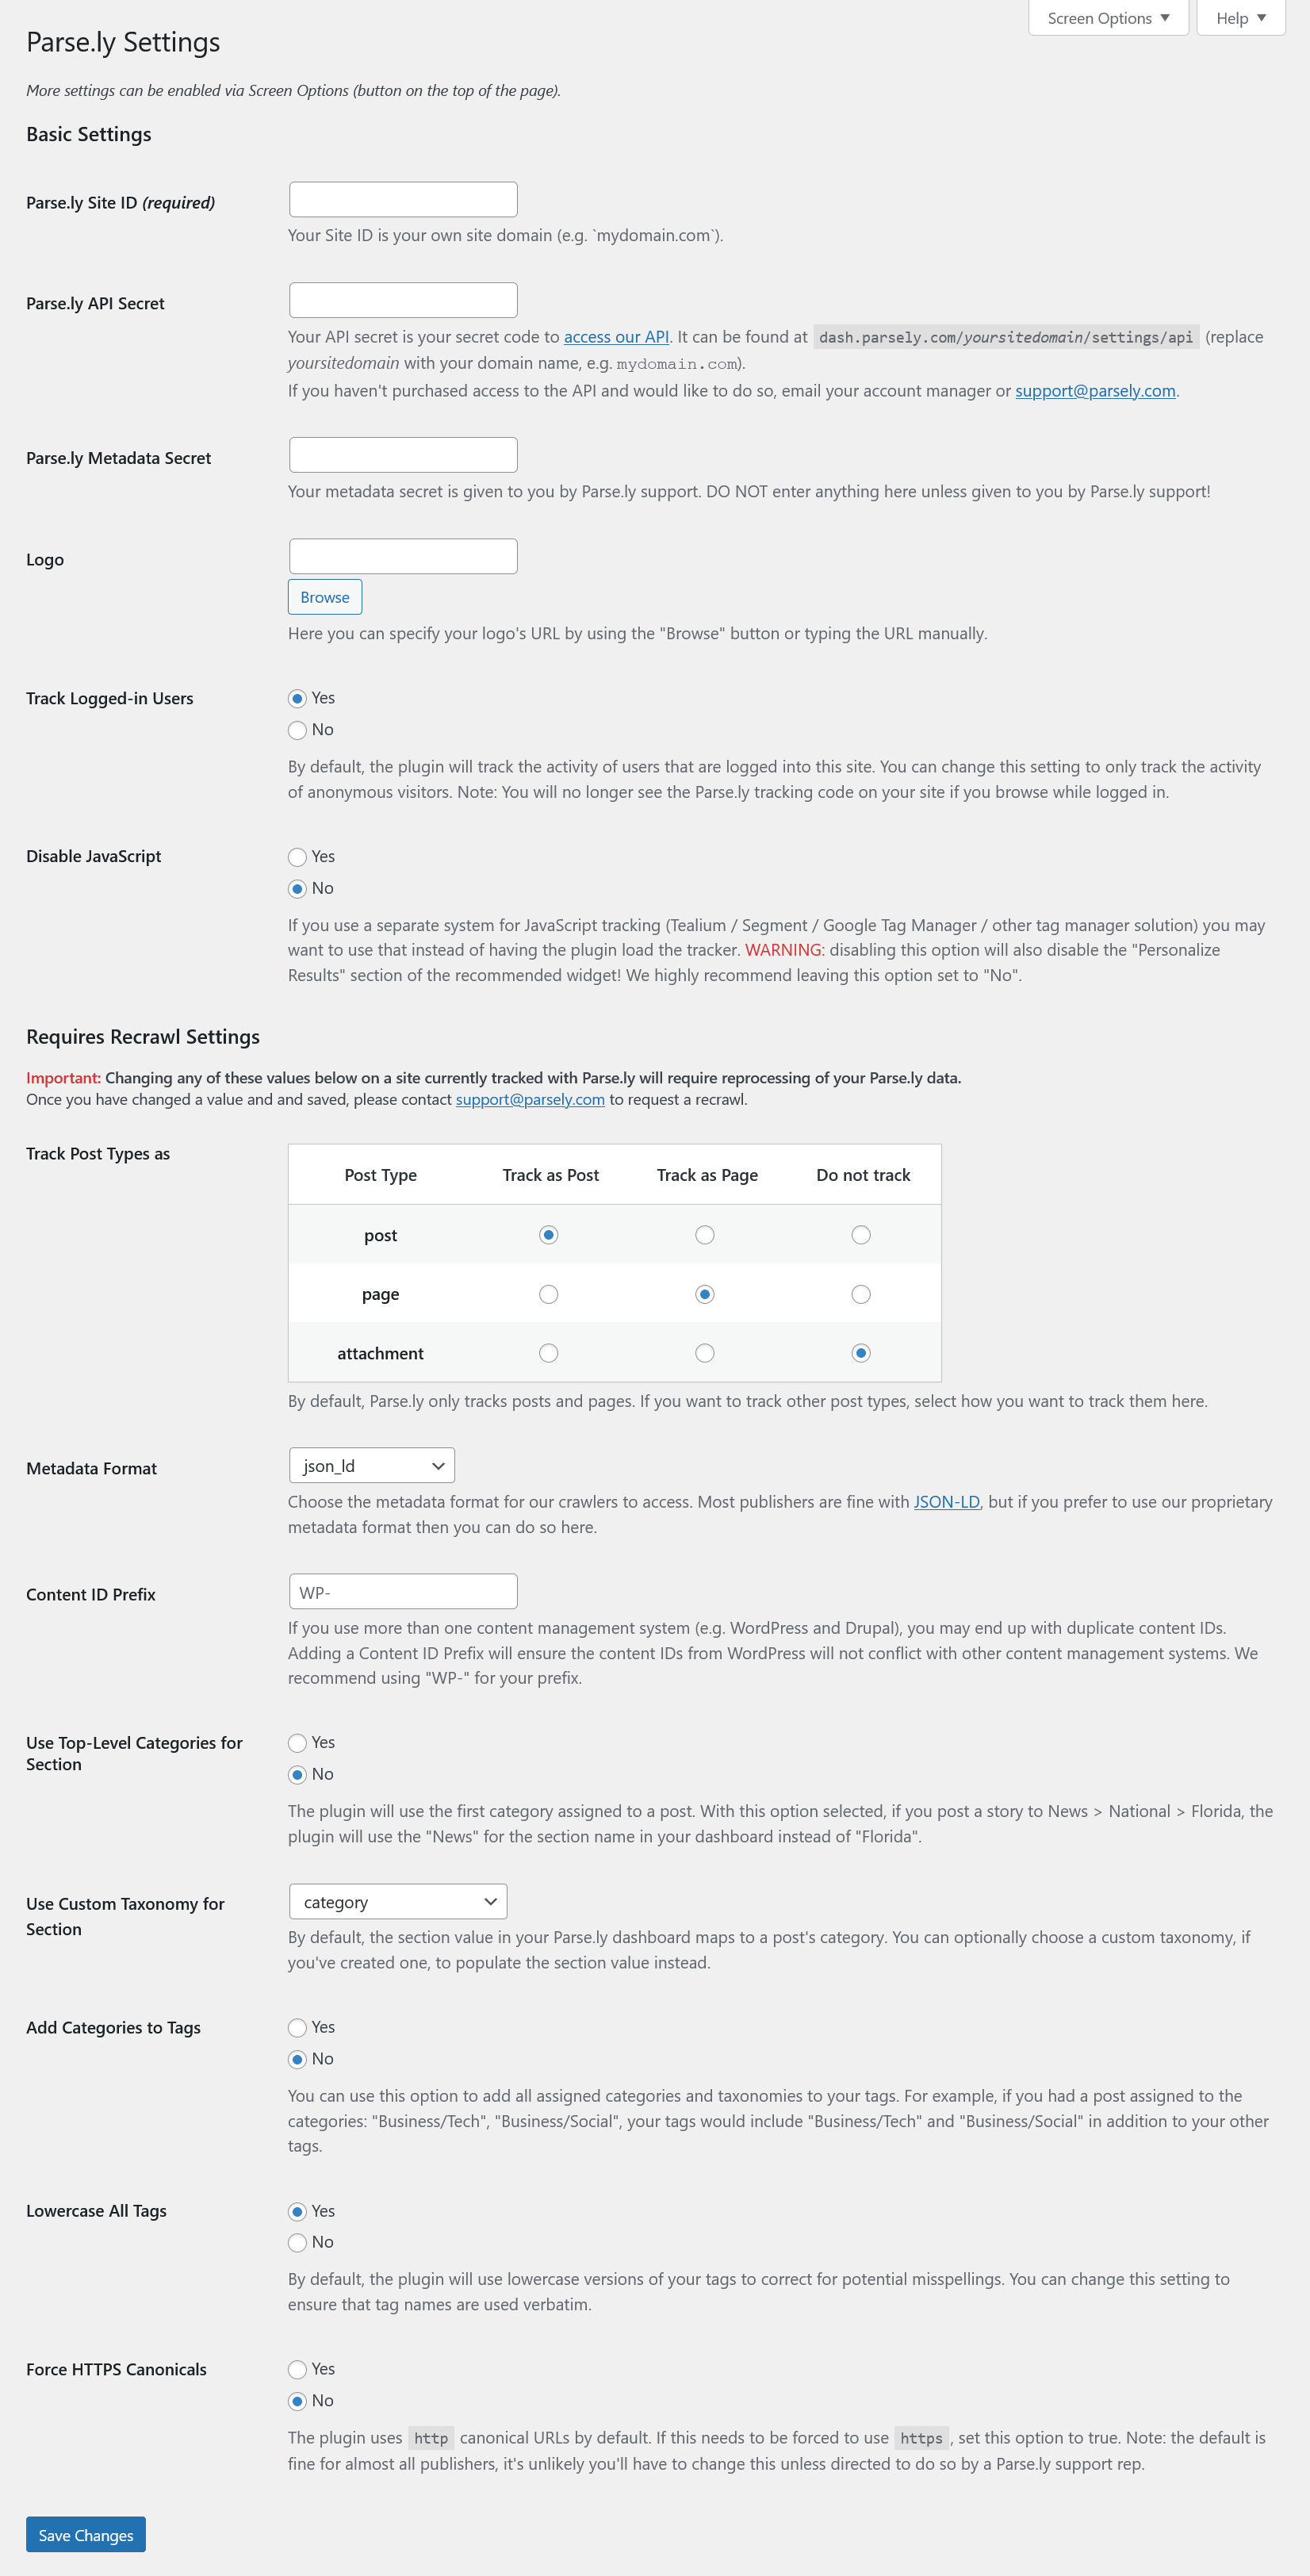 Screen Options ▼
Help ▼
Parse.ly Settings
More settings can be enabled via Screen Options (button on the top of the page).
Basic Settings
Parse.ly Site ID (required)
Your Site ID is your own site domain (e.g. `mydomain.com`).
Parse.ly API Secret
Your API secret is your secret code to access our API. It can be found at dash.parsely.com/yoursitedomain/settings/api (replace
yoursitedomain with your domain name, e.g. mydomain.com).
If you haven't purchased access to the API and would like to do so, email your account manager or support@parsely.com.
Parse.ly Metadata Secret
Your metadata secret is given to you by Parse.ly support. DO NOT enter anything here unless given to you by Parse.ly support!
Logo
Browse
Here you can specify your logo's URL by using the "Browse" button or typing the URL manually.
Track Logged-in Users
Yes
No
By default, the plugin will track the activity of users that are logged into this site. You can change this setting to only track the activity
of anonymous visitors. Note: You will no longer see the Parse.ly tracking code on your site if you browse while logged in.
Disable JavaScript
Yes
No
If you use a separate system for JavaScript tracking (Tealium / Segment / Google Tag Manager / other tag manager solution) you may
want to use that instead of having the plugin load the tracker. WARNING: disabling this option will also disable the "Personalize
Results" section of the recommended widget! We highly recommend leaving this option set to "No".
Requires Recrawl Settings
Important: Changing any of these values below on a site currently tracked with Parse.ly will require reprocessing of your Parse.ly data.
Once you have changed a value and and saved, please contact support@parsely.com to request a recrawl.
Track Post Types as
Post Type Track as Post Track as Page Do not track
post
page
attachment
By default, Parse.ly only tracks posts and pages. If you want to track other post types, select how you want to track them here.
Metadata Format
json_ld
Choose the metadata format for our crawlers to access. Most publishers are fine with JSON-LD, but if you prefer to use our proprietary
metadata format then you can do so here.
Content ID Prefix
WP-
If you use more than one content management system (e.g. WordPress and Drupal), you may end up with duplicate content IDs.
Adding a Content ID Prefix will ensure the content IDs from WordPress will not conflict with other content management systems. We
recommend using "WP-" for your prefix.
Use Top-Level Categories for
Section
Yes
No
The plugin will use the first category assigned to a post. With this option selected, if you post a story to News > National > Florida, the
plugin will use the "News" for the section name in your dashboard instead of "Florida".
Use Custom Taxonomy for
Section
category
By default, the section value in your Parse.ly dashboard maps to a post's category. You can optionally choose a custom taxonomy, if
you've created one, to populate the section value instead.
Add Categories to Tags
Yes
No
You can use this option to add all assigned categories and taxonomies to your tags. For example, if you had a post assigned to the
categories: "Business/Tech", "Business/Social", your tags would include "Business/Tech" and "Business/Social" in addition to your other
tags.
Lowercase All Tags
Yes
No
By default, the plugin will use lowercase versions of your tags to correct for potential misspellings. You can change this setting to
ensure that tag names are used verbatim.
Force HTTPS Canonicals
Yes
No
The plugin uses http canonical URLs by default. If this needs to be forced to use https, set this option to true. Note: the default is
fine for almost all publishers, it's unlikely you'll have to change this unless directed to do so by a Parse.ly support rep.
Save Changes